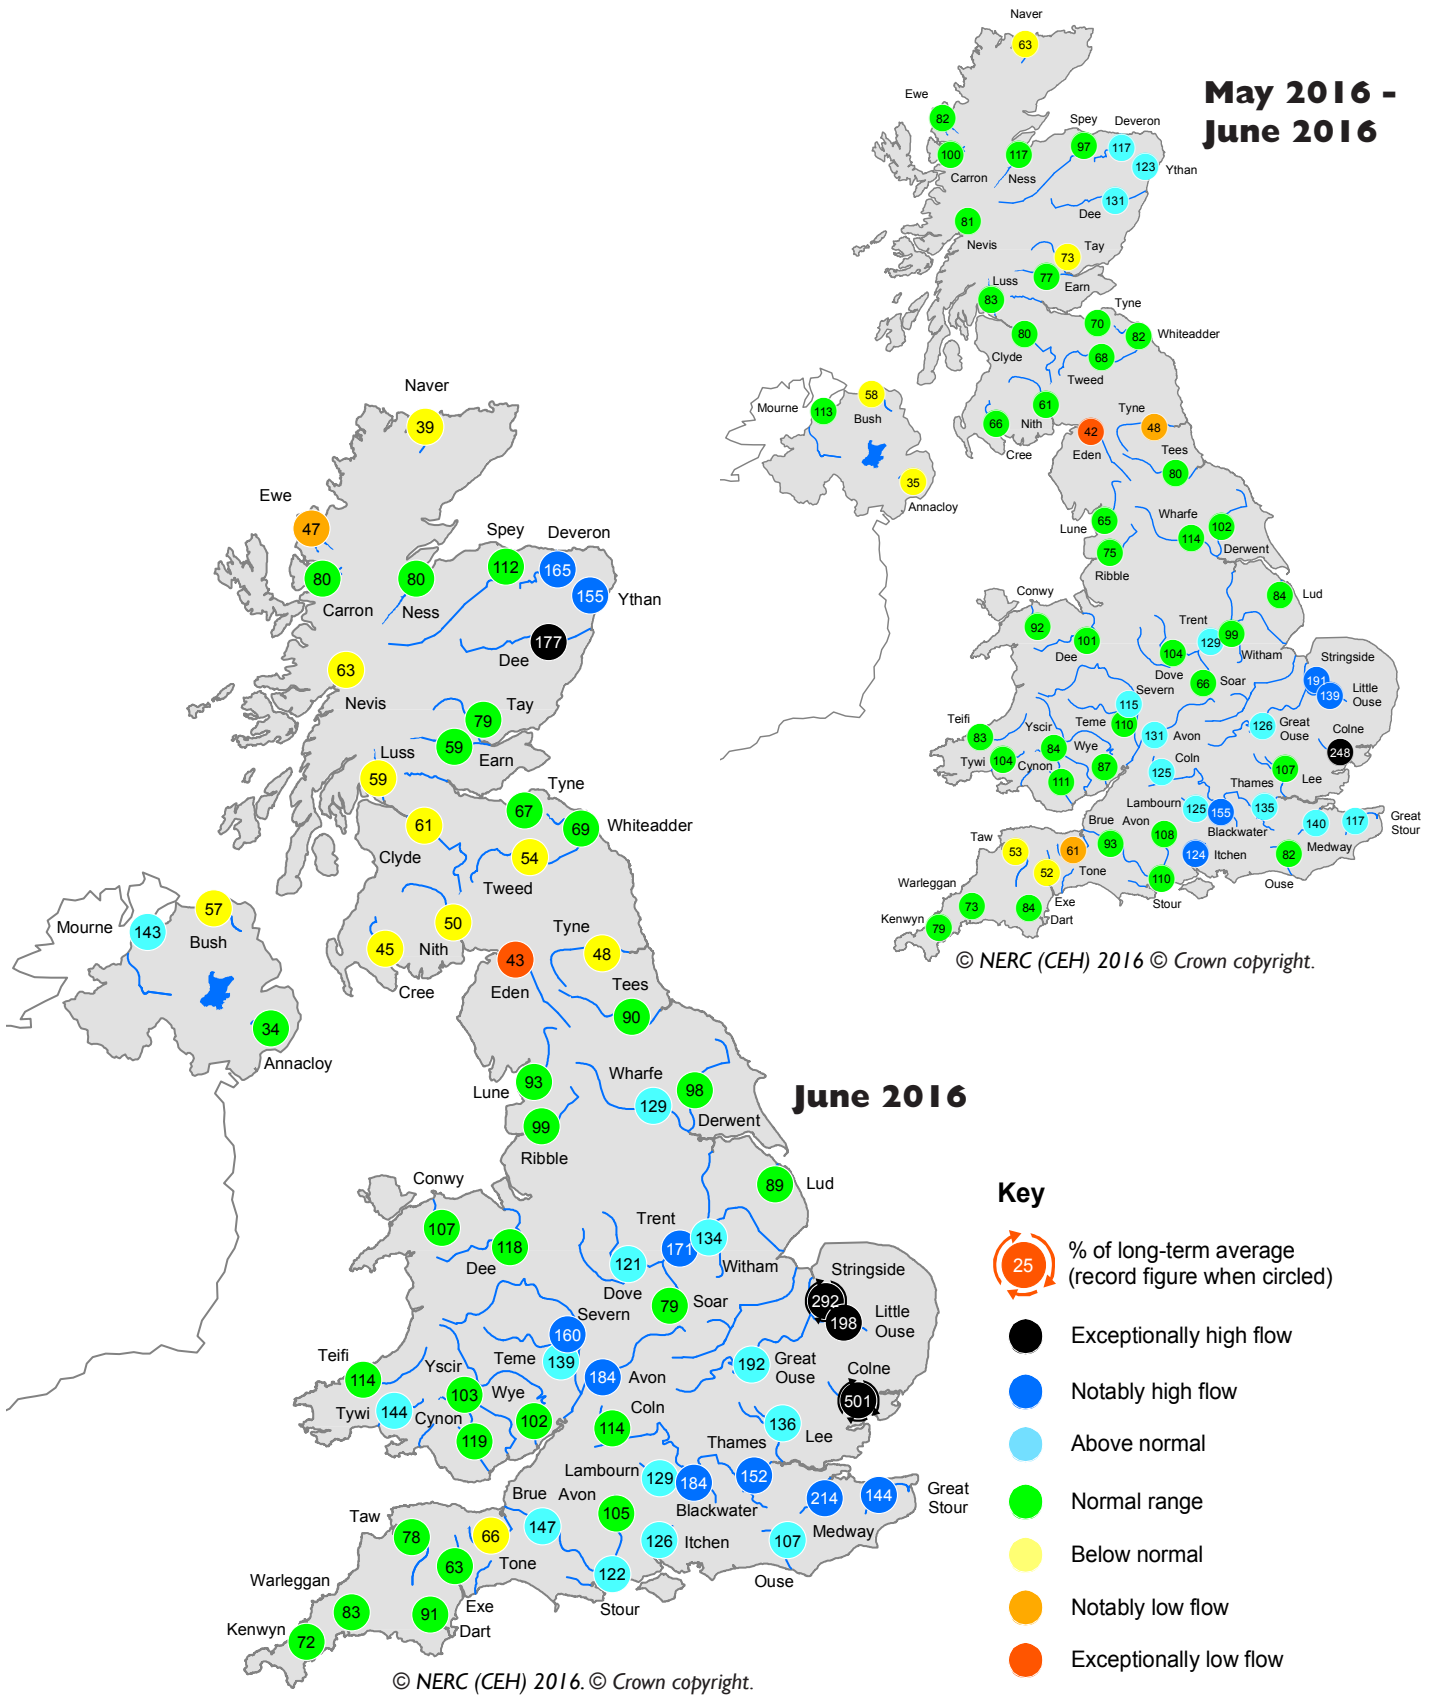 May 2016 -
June 2016
Naver
63
Ewe
82
100
Carron
117
Ness
Spey
97
Deveron
117
123
Ythan
131
Dee
81
Nevis
73
Tay
77
Earn
Luss
83
80
Clyde
Tyne
70
82
Whiteadder
68
Tweed
61
Nith
66
Cree
Mourne
113
58
Bush
35
Annacloy
42
Eden
Tyne
48
Tees
80
65
Lune
75
Ribble
Wharfe
114
102
Derwent
84
Lud
Conwy
92
101
Dee
Trent
129
99
Witham
104
Dove
66
Soar
Stringside
191
139
Little
Ouse
Severn
115
Teme
110
131
Avon
126
Great
Ouse
Colne
248
Teifi
83
Tywi
104
Yscir
84
Cynon
111
Wye
87
Coln
125
107
Lee
Thames
135
Lambourn
125
155
Blackwater
140
Medway
117
Great
Stour
Taw
53
52
Exe
61
Tone
Brue
93
Avon
108
124
Itchen
82
Ouse
110
Stour
Warleggan
73
84
Dart
Kenwyn
79
© NERC (CEH) 2016 © Crown copyright.
June 2016
Naver
39
Ewe
47
80
Carron
80
Ness
Spey
112
Deveron
165
155
Ythan
177
Dee
63
Nevis
79
Tay
59
Earn
Luss
59
61
Clyde
Tyne
67
69
Whiteadder
54
Tweed
50
Nith
45
Cree
Mourne
143
57
Bush
34
Annacloy
43
Eden
Tyne
48
Tees
90
93
Lune
99
Ribble
Wharfe
129
98
Derwent
89
Lud
Conwy
107
118
Dee
Trent
171
134
Witham
121
Dove
79
Soar
Stringside
292
198
Little
Ouse
Severn
160
Teme
139
184
Avon
192
Great
Ouse
Colne
501
Teifi
114
Tywi
144
Yscir
103
Cynon
119
Wye
102
Coln
114
136
Lee
Thames
152
Lambourn
129
184
Blackwater
214
Medway
144
Great
Stour
Taw
78
63
Exe
66
Tone
Brue
147
Avon
105
126
Itchen
107
Ouse
122
Stour
Warleggan
83
91
Dart
Kenwyn
72
© NERC (CEH) 2016. © Crown copyright.
Key
25
% of long-term average
(record figure when circled)
Exceptionally high flow
Notably high flow
Above normal
Normal range
Below normal
Notably low flow
Exceptionally low flow